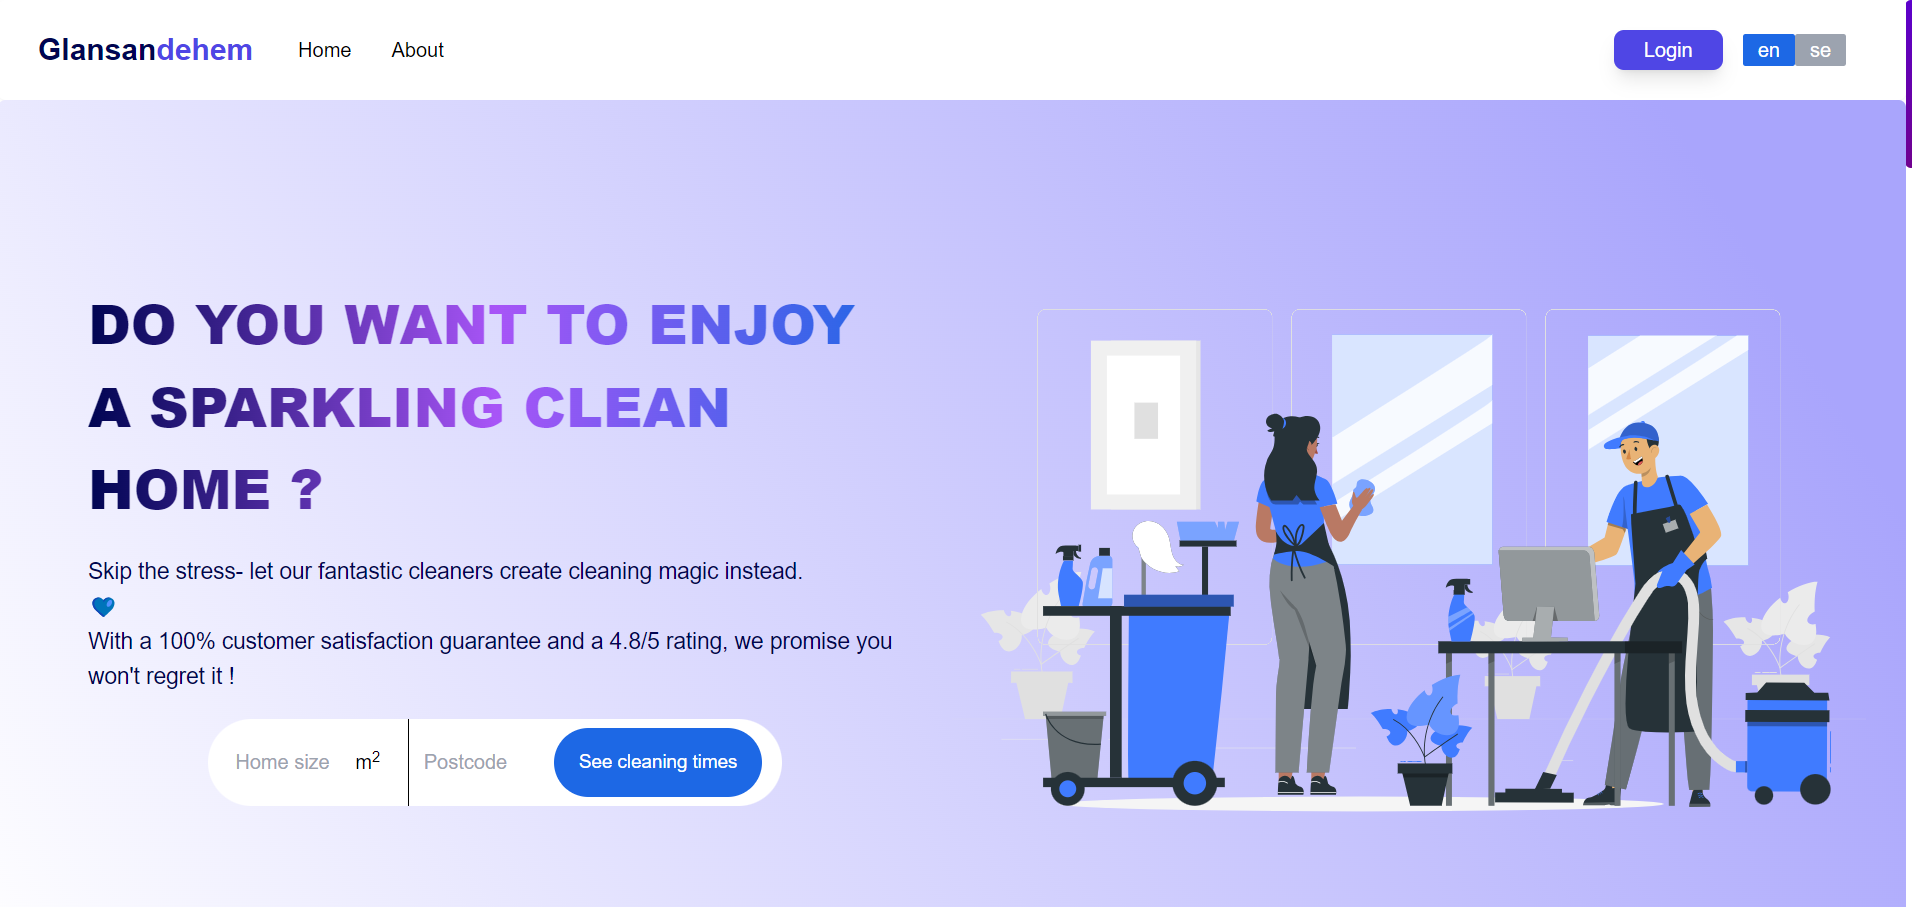 Glansandehem Home About Login en se
DO YOU WANT TO ENJOY
A SPARKLING CLEAN
HOME ?
Skip the stress- let our fantastic cleaners create cleaning magic instead.
💙
With a 100% customer satisfaction guarantee and a 4.8/5 rating, we promise you
won't regret it !
Home size m² Postcode See cleaning times